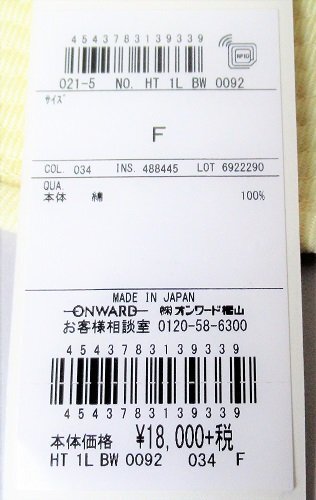 4543783139339
RFID
021-5 NO. HT 1L BW 0092
サイズ
F
COL. 034 INS. 488445 LOT 6922290
QUA.
本体 綿 100%
MADE IN JAPAN
ONWARD ㈱オンワード樫山
お客様相談室 0120-58-6300
4543783139339
4543783139339
本体価格 ¥18,000+税
HT 1L BW 0092 034 F